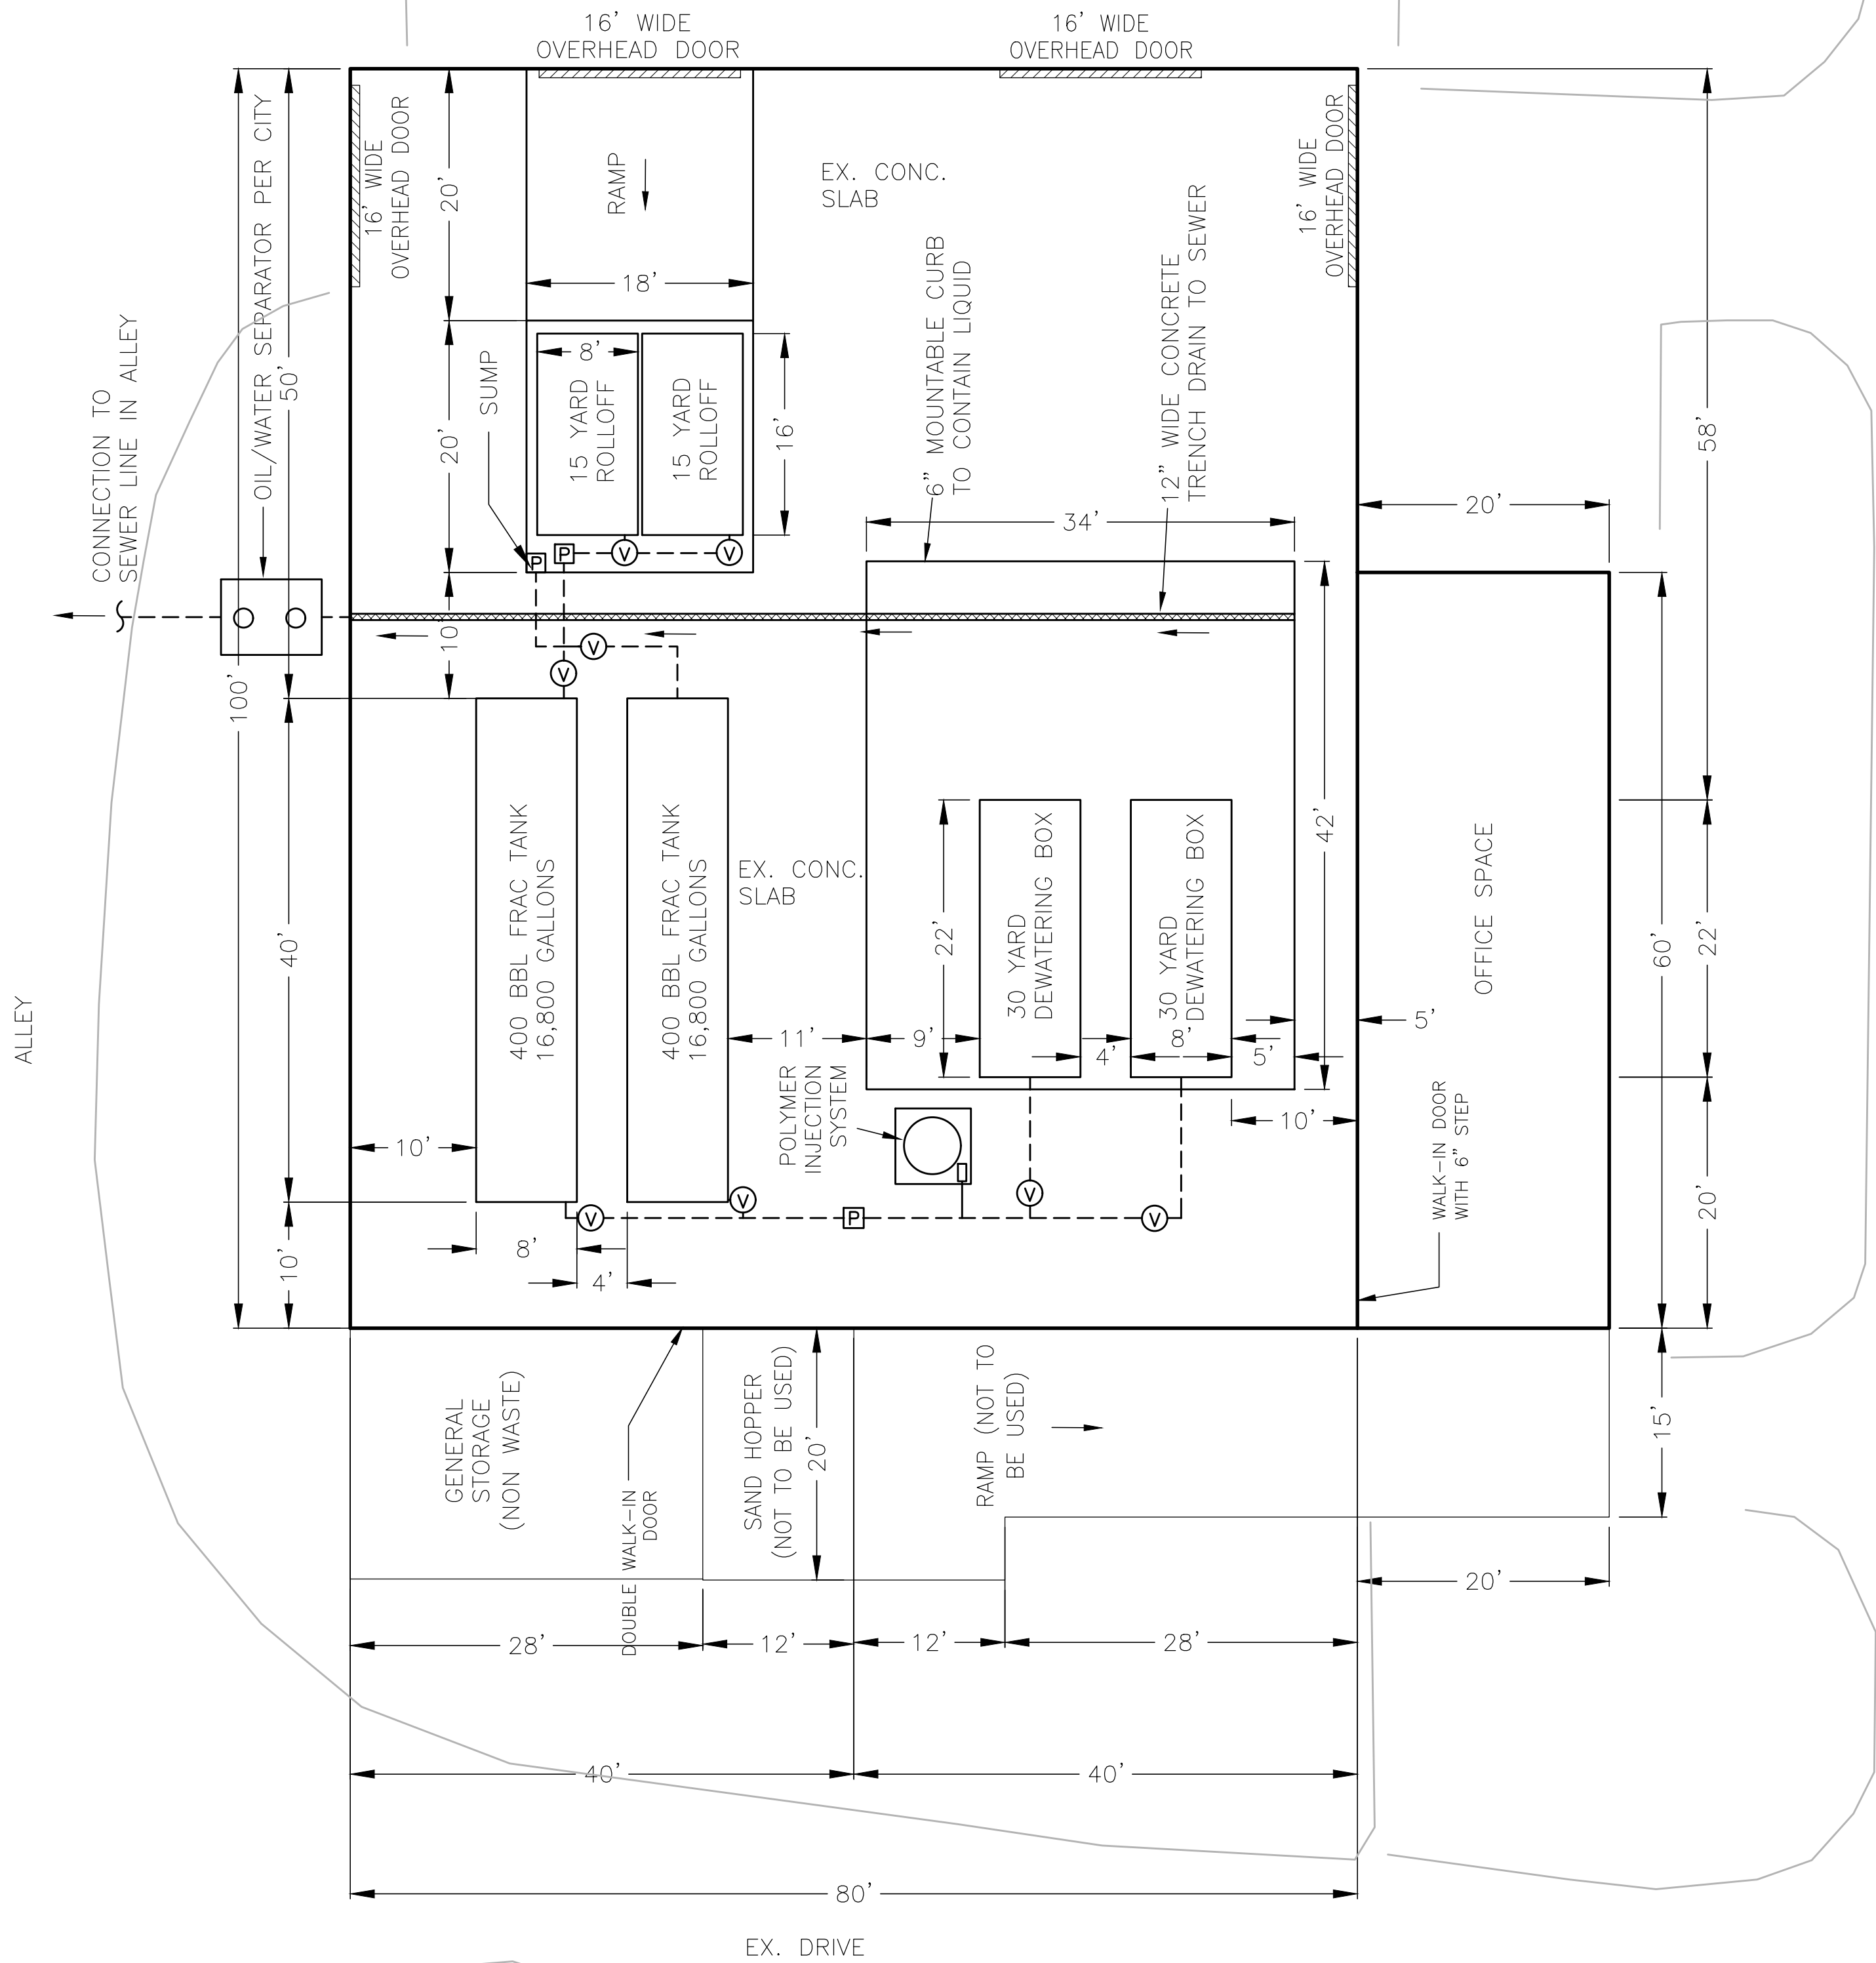 16' WIDE
OVERHEAD DOOR
16' WIDE
OVERHEAD DOOR
16' WIDE
OVERHEAD DOOR
16' WIDE
OVERHEAD DOOR
CONNECTION TO
SEWER LINE IN ALLEY
OIL/WATER SEPARATOR PER CITY
100'
50'
40'
10'
20'
20'
10'
RAMP
18'
EX. CONC.
SLAB
SUMP
8'
15 YARD
ROLLOFF
15 YARD
ROLLOFF
16'
P
P
V
V
V
V
6" MOUNTABLE CURB
TO CONTAIN LIQUID
12" WIDE CONCRETE
TRENCH DRAIN TO SEWER
34'
42'
20'
58'
22'
20'
60'
15'
OFFICE SPACE
400 BBL FRAC TANK
16,800 GALLONS
400 BBL FRAC TANK
16,800 GALLONS
EX. CONC.
SLAB
11'
9'
22'
30 YARD
DEWATERING BOX
30 YARD
DEWATERING BOX
4'
8'
5'
5'
10'
POLYMER
INJECTION
SYSTEM
10'
V
V
P
V
V
8'
4'
WALK-IN DOOR
WITH 6" STEP
ALLEY
GENERAL
STORAGE
(NON WASTE)
DOUBLE WALK-IN
DOOR
SAND HOPPER
(NOT TO BE USED)
20'
RAMP (NOT TO
BE USED)
20'
28'
12'
12'
28'
40'
40'
80'
EX. DRIVE